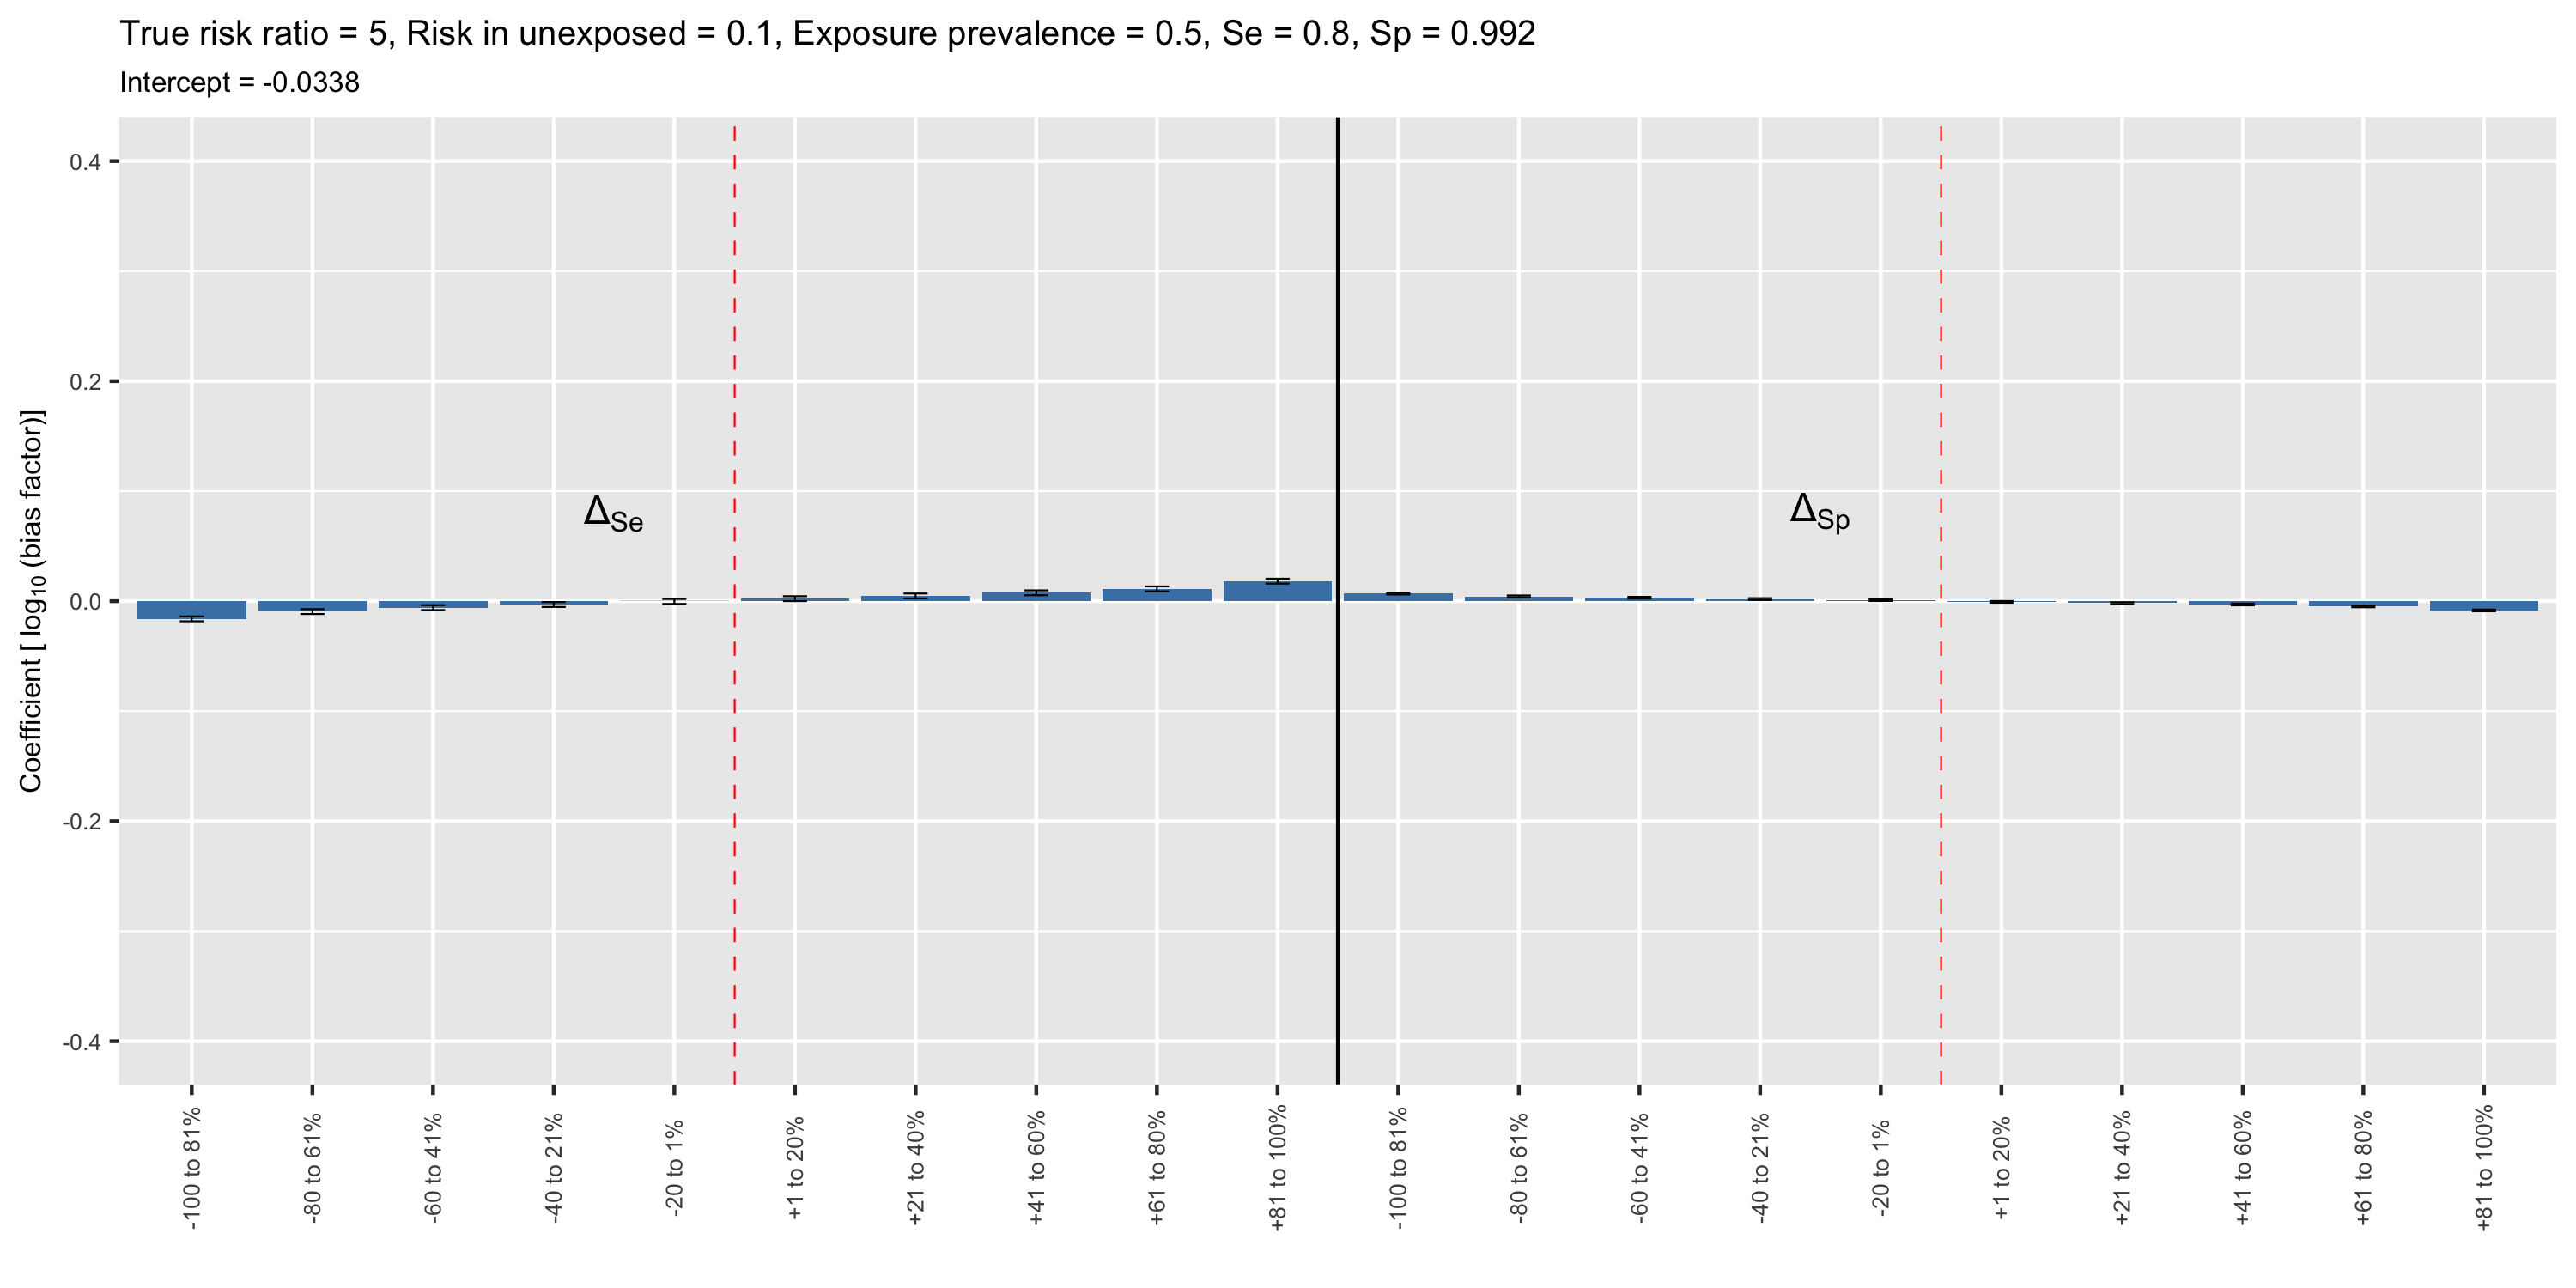 True risk ratio = 5, Risk in unexposed = 0.1, Exposure prevalence = 0.5, Se = 0.8, Sp = 0.992
Intercept = -0.0338
Coefficient [ log10 (bias factor)]
0.4
0.2
0.0
-0.2
-0.4
ΔSe
ΔSp
-100 to 81%
-80 to 61%
-60 to 41%
-40 to 21%
-20 to 1%
+1 to 20%
+21 to 40%
+41 to 60%
+61 to 80%
+81 to 100%
-100 to 81%
-80 to 61%
-60 to 41%
-40 to 21%
-20 to 1%
+1 to 20%
+21 to 40%
+41 to 60%
+61 to 80%
+81 to 100%